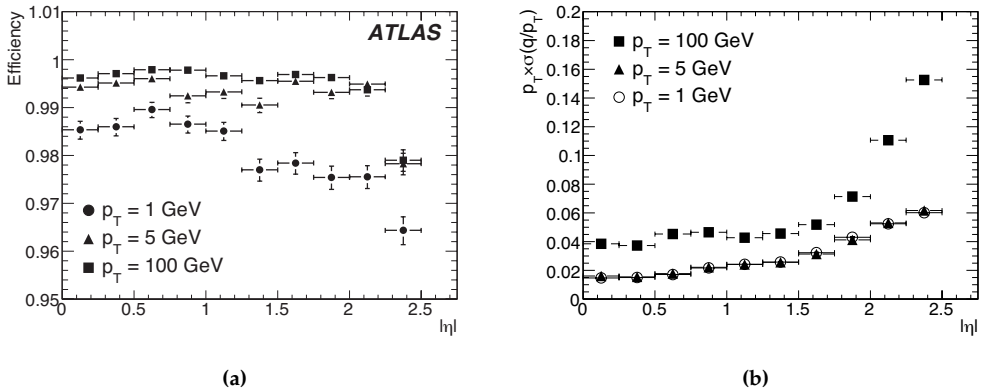 Efficiency
1.01
1
0.99
0.98
0.97
0.96
0.95
ATLAS
p_T = 1 GeV
p_T = 5 GeV
p_T = 100 GeV
0 0.5 1 1.5 2 2.5
|η|
(a)
p_T×σ(q/p_T)
0.2
0.18
0.16
0.14
0.12
0.1
0.08
0.06
0.04
0.02
0
p_T = 100 GeV
p_T = 5 GeV
p_T = 1 GeV
0 0.5 1 1.5 2 2.5
|η|
(b)